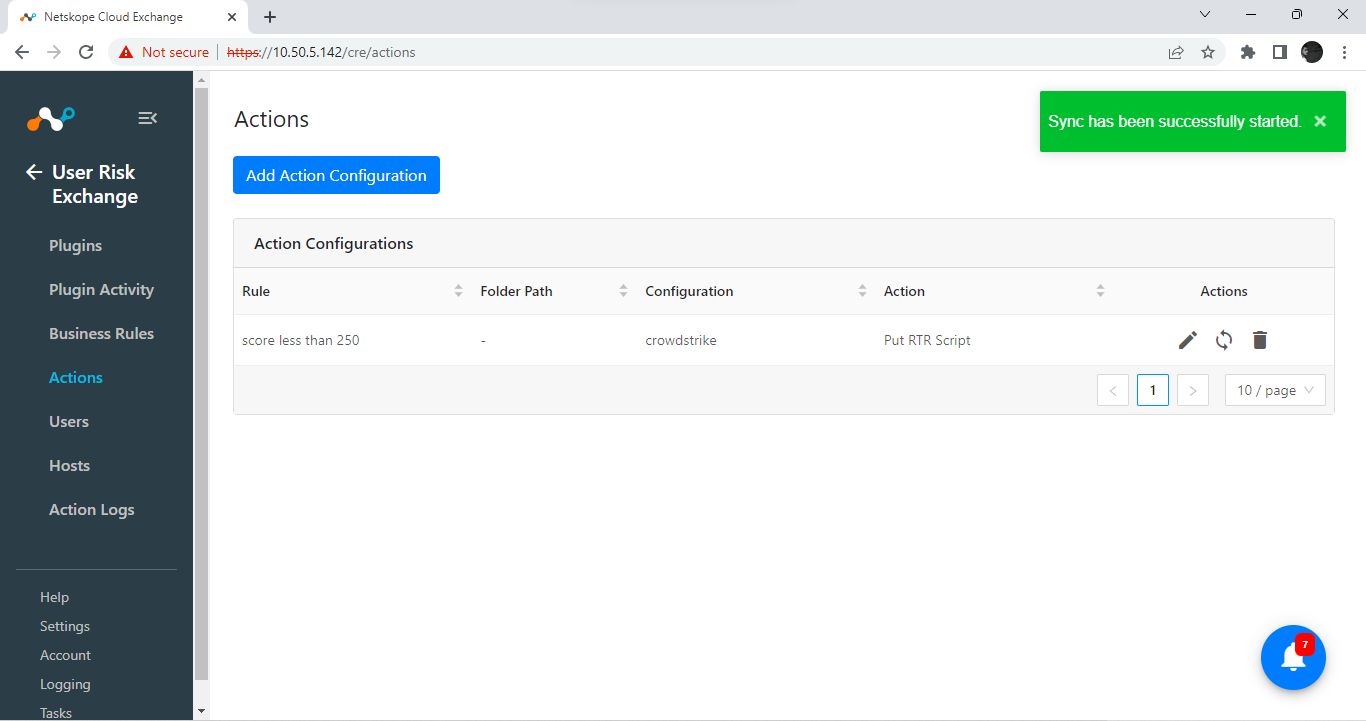 Netskope Cloud Exchange
Not secure https://10.50.5.142/cre/actions
User Risk
Exchange
Plugins
Plugin Activity
Business Rules
Actions
Users
Hosts
Action Logs
Help
Settings
Account
Logging
Tasks
Actions
Sync has been successfully started.
Add Action Configuration
Action Configurations
Rule Folder Path Configuration Action Actions
score less than 250 - crowdstrike Put RTR Script
< 1 > 10 / page
7